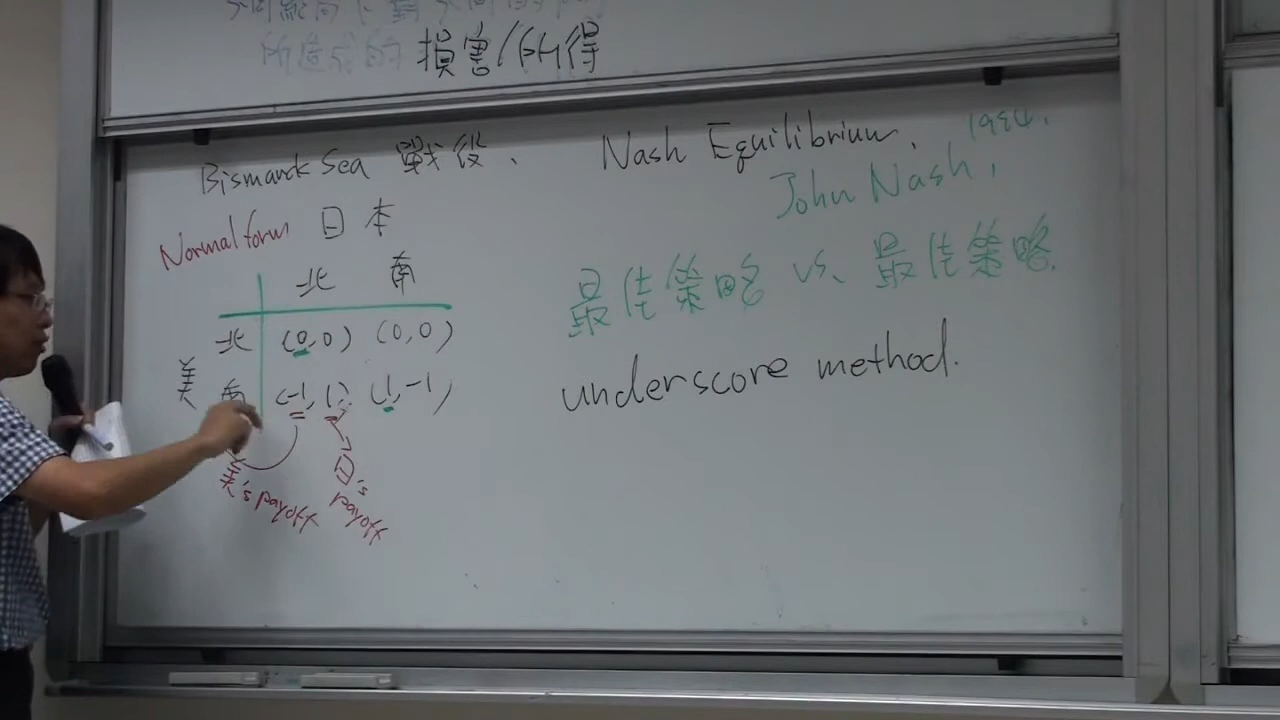 所造成的 損害/所得
Bismarck Sea 戰役、
Nash Equilibrium, 1994.
John Nash,
Normal form 日本
北 南
北 (0,0) (0,0)
美 南 (-1,1), (1,-1)
美's payoff
日's payoff
最佳策略 vs. 最佳策略.
underscore method.